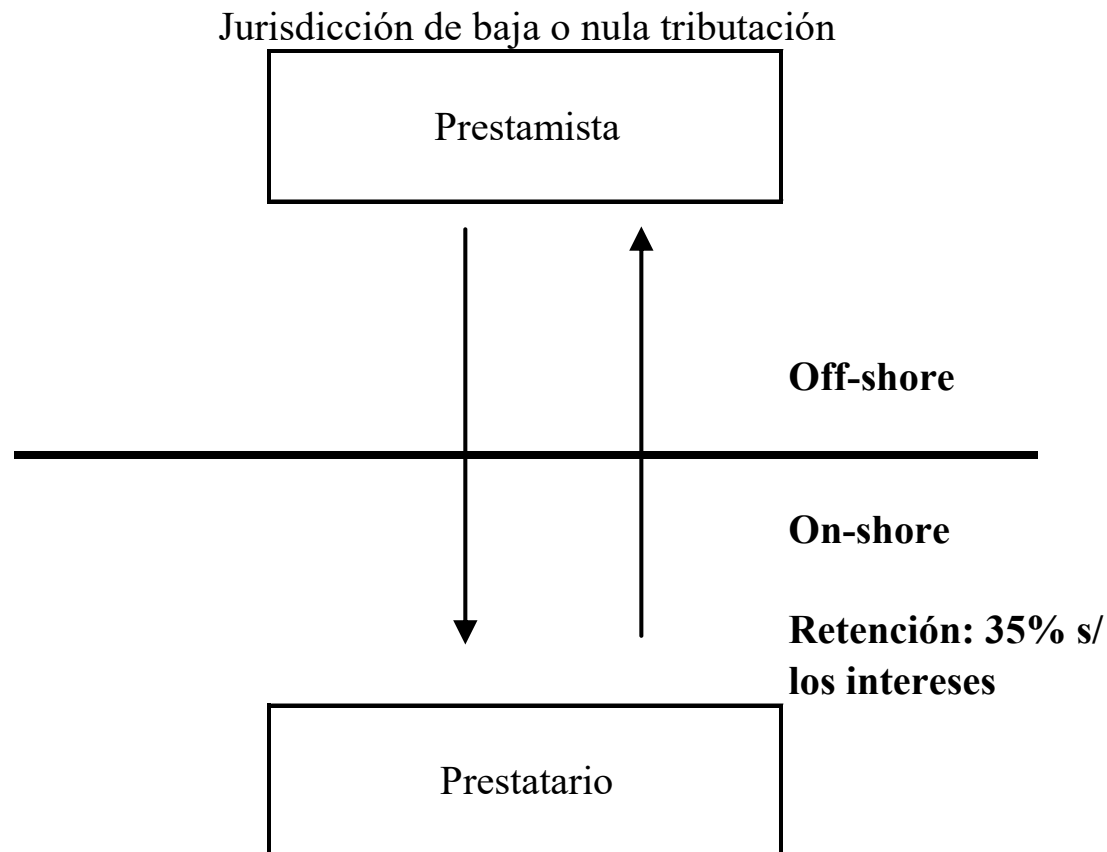 Jurisdicción de baja o nula tributación
Prestamista
Off-shore
On-shore
Retención: 35% s/
los intereses
Prestatario